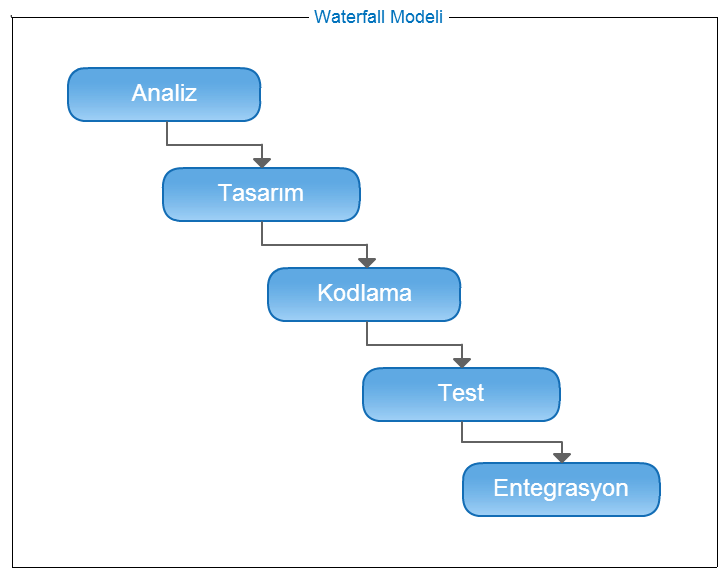 Waterfall Modeli
Analiz
Tasarım
Kodlama
Test
Entegrasyon